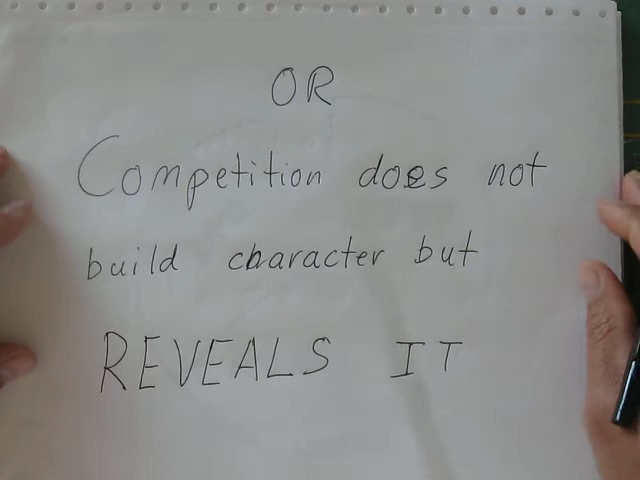 OR
Competition does not
build character but
REVEALS IT